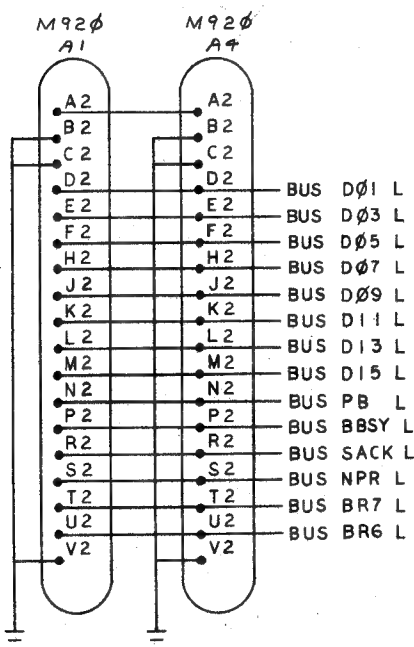 M92Ø M92Ø
A1 A4
A2 A2
B2 B2
C2 C2
D2 D2 BUS DØ1 L
E2 E2 BUS DØ3 L
F2 F2 BUS DØ5 L
H2 H2 BUS DØ7 L
J2 J2 BUS DØ9 L
K2 K2 BUS D11 L
L2 L2 BUS D13 L
M2 M2 BUS D15 L
N2 N2 BUS PB L
P2 P2 BUS BBSY L
R2 R2 BUS SACK L
S2 S2 BUS NPR L
T2 T2 BUS BR7 L
U2 U2 BUS BR6 L
V2 V2